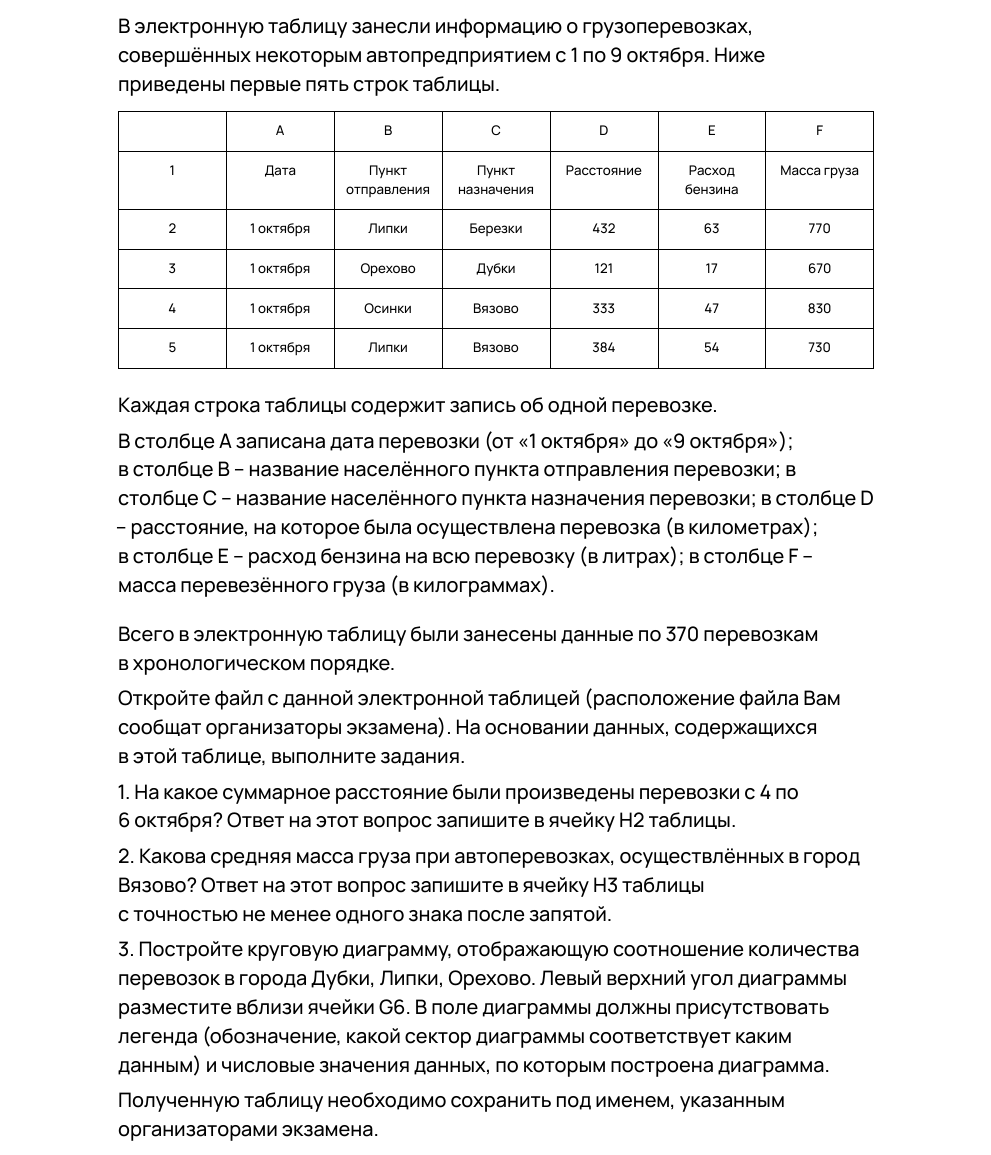 В электронную таблицу занесли информацию о грузоперевозках,
совершённых некоторым автопредприятием с 1 по 9 октября. Ниже
приведены первые пять строк таблицы.
A B C D E F
1 Дата Пункт отправления Пункт назначения Расстояние Расход бензина Масса груза
2 1 октября Липки Березки 432 63 770
3 1 октября Орехово Дубки 121 17 670
4 1 октября Осинки Вязово 333 47 830
5 1 октября Липки Вязово 384 54 730
Каждая строка таблицы содержит запись об одной перевозке.
В столбце A записана дата перевозки (от «1 октября» до «9 октября»);
в столбце B – название населённого пункта отправления перевозки; в
столбце C – название населённого пункта назначения перевозки; в столбце D
– расстояние, на которое была осуществлена перевозка (в километрах);
в столбце E – расход бензина на всю перевозку (в литрах); в столбце F –
масса перевезённого груза (в килограммах).
Всего в электронную таблицу были занесены данные по 370 перевозкам
в хронологическом порядке.
Откройте файл с данной электронной таблицей (расположение файла Вам
сообщат организаторы экзамена). На основании данных, содержащихся
в этой таблице, выполните задания.
1. На какое суммарное расстояние были произведены перевозки с 4 по
6 октября? Ответ на этот вопрос запишите в ячейку H2 таблицы.
2. Какова средняя масса груза при автоперевозках, осуществлённых в город
Вязово? Ответ на этот вопрос запишите в ячейку H3 таблицы
с точностью не менее одного знака после запятой.
3. Постройте круговую диаграмму, отображающую соотношение количества
перевозок в города Дубки, Липки, Орехово. Левый верхний угол диаграммы
разместите вблизи ячейки G6. В поле диаграммы должны присутствовать
легенда (обозначение, какой сектор диаграммы соответствует каким
данным) и числовые значения данных, по которым построена диаграмма.
Полученную таблицу необходимо сохранить под именем, указанным
организаторами экзамена.